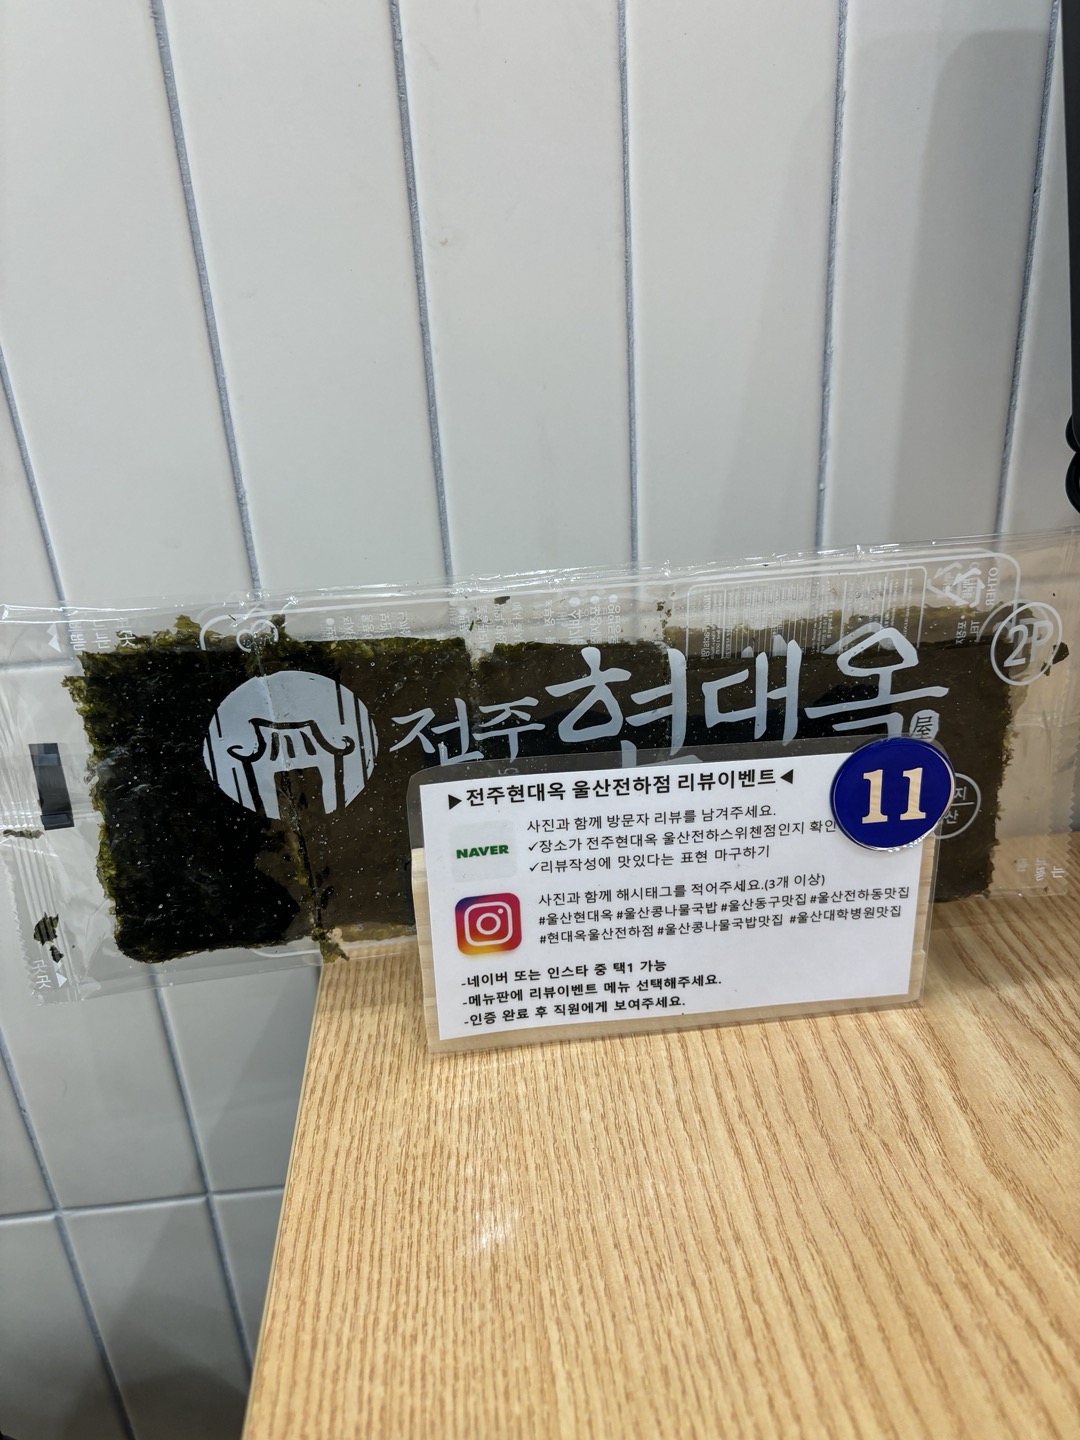 2P
전주 현대옥
屋
▶전주현대옥 울산전하점 리뷰이벤트◀
11
NAVER
사진과 함께 방문자 리뷰를 남겨주세요.
✓장소가 전주현대옥 울산전하스위첸점인지 확인
✓리뷰작성에 맛있다는 표현 마구하기
사진과 함께 해시태그를 적어주세요.(3개 이상)
#울산현대옥 #울산콩나물국밥 #울산동구맛집 #울산전하동맛집
#현대옥울산전하점 #울산콩나물국밥맛집 #울산대학병원맛집
-네이버 또는 인스타 중 택1 가능
-메뉴판에 리뷰이벤트 메뉴 선택해주세요.
-인증 완료 후 직원에게 보여주세요.